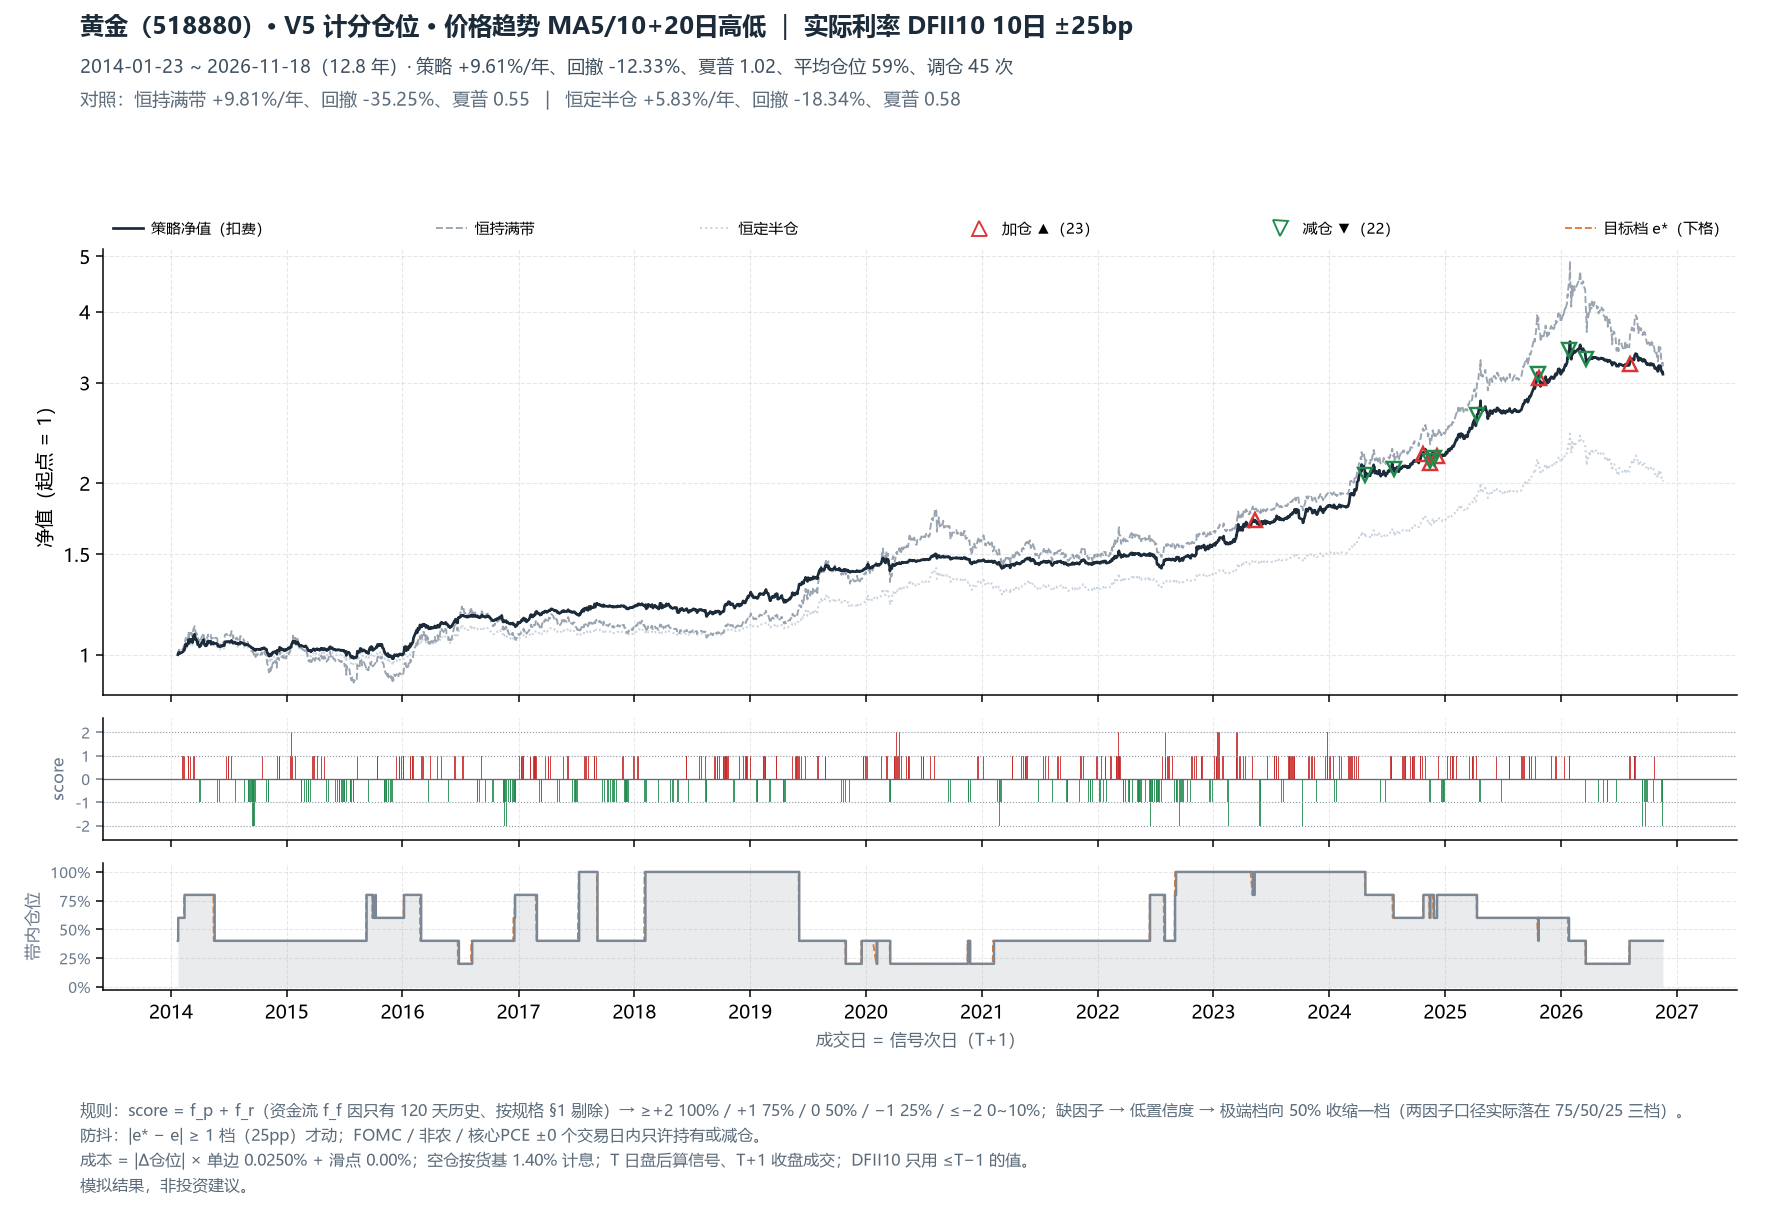 黄金（518880）• V5 计分仓位 • 价格趋势 MA5/10+20日高低 ｜ 实际利率 DFII10 10日 ±25bp
2014-01-23 ~ 2026-11-18（12.8 年）· 策略 +9.61%/年、回撤 -12.33%、夏普 1.02、平均仓位 59%、调仓 45 次
对照：恒持满带 +9.81%/年、回撤 -35.25%、夏普 0.55 ｜ 恒定半仓 +5.83%/年、回撤 -18.34%、夏普 0.58
策略净值（扣费）
恒持满带
恒定半仓
加仓 ▲（23）
减仓 ▼（22）
目标档 e*（下格）
净值（起点 = 1）
5
4
3
2
1.5
1
score
2
1
0
-1
-2
带内仓位
100%
75%
50%
25%
0%
2014 2015 2016 2017 2018 2019 2020 2021 2022 2023 2024 2025 2026 2027
成交日 = 信号次日（T+1）
规则：score = f_p + f_r（资金流 f_f 因只有 120 天历史、按规格 §1 剔除）→ ≥+2 100% / +1 75% / 0 50% / −1 25% / ≤−2 0~10%；缺因子 → 低置信度 → 极端档向 50% 收缩一档（两因子口径实际落在 75/50/25 三档）。
防抖：|e* − e| ≥ 1 档（25pp）才动；FOMC / 非农 / 核心PCE ±0 个交易日内只许持有或减仓。
成本 = |Δ仓位| × 单边 0.0250% + 滑点 0.00%；空仓按货基 1.40% 计息；T 日盘后算信号、T+1 收盘成交；DFII10 只用 ≤T−1 的值。
模拟结果，非投资建议。